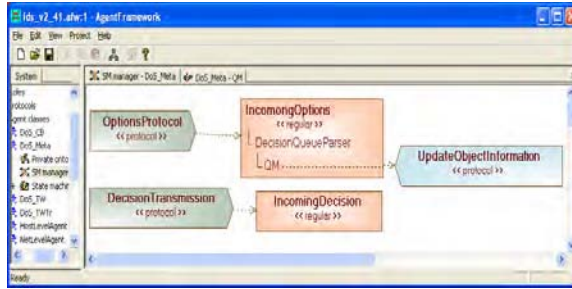 ids_v2_41.afw:1 - AgentFramework
File Edit View Project Help
System
SM manager - DoS_Meta
DoS_Meta - QM
rotocols
gent classes
DoS_CB
DoS_Meta
Private onto
SM manager
State machir
DoS_TW
DoS_TWTr
HostLevelAgent
NetLevelAgent
OptionsProtocol
<< protocol >>
IncomongOptions
<< regular >>
DecisionQueueParser
QM
UpdateObjectInformation
<< protocol >>
DecisionTransmission
<< protocol >>
IncomingDecision
<< regular >>
Ready